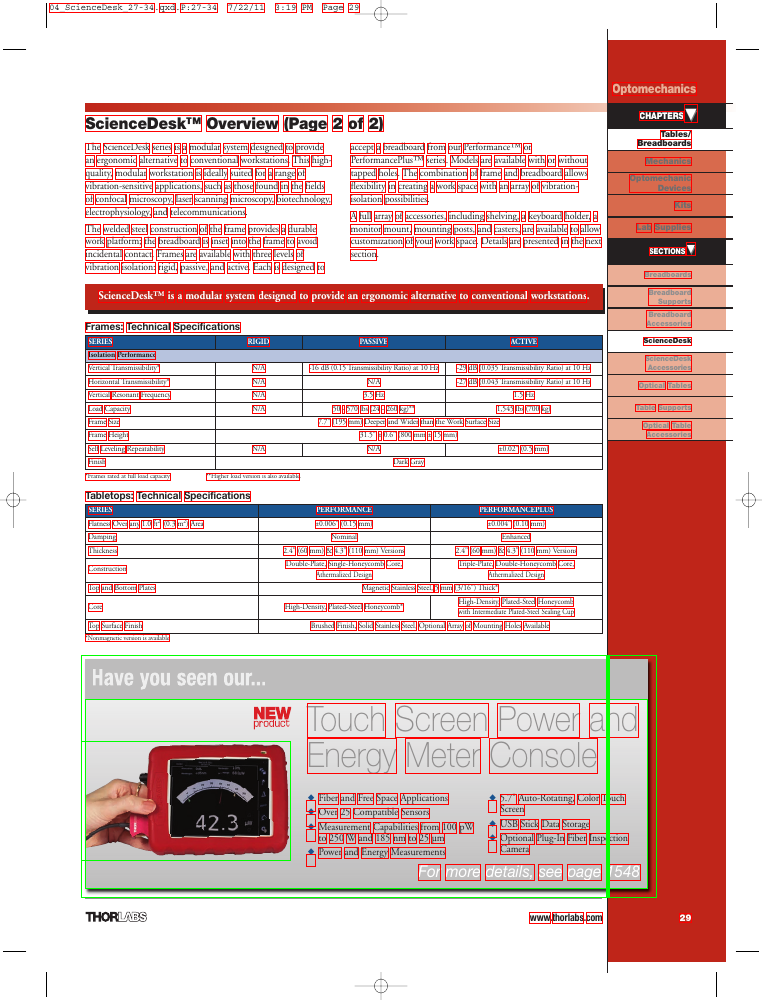 04 ScienceDesk 27-34.qxd.P:27-34 7/22/11 3:19 PM Page 29
Optomechanics
CHAPTERS
Tables/
Breadboards
Mechanics
Optomechanic
Devices
Kits
Lab Supplies
SECTIONS
Breadboards
Breadboard
Supports
Breadboard
Accessories
ScienceDesk
ScienceDesk
Accessories
Optical Tables
Table Supports
Optical Table
Accessories
ScienceDesk™ Overview (Page 2 of 2)
The ScienceDesk series is a modular system designed to provide
an ergonomic alternative to conventional workstations. This high-
quality, modular workstation is ideally suited for a range of
vibration-sensitive applications, such as those found in the fields
of confocal microscopy, laser scanning microscopy, biotechnology,
electrophysiology, and telecommunications.
The welded steel construction of the frame provides a durable
work platform; the breadboard is inset into the frame to avoid
incidental contact. Frames are available with three levels of
vibration isolation: rigid, passive, and active. Each is designed to
accept a breadboard from our Performance™ or
PerformancePlus™ series. Models are available with or without
tapped holes. The combination of frame and breadboard allows
flexibility in creating a work space with an array of vibration-
isolation possibilities.
A full array of accessories, including shelving, a keyboard holder, a
monitor mount, mounting posts, and casters, are available to allow
customization of your work space. Details are presented in the next
section.
ScienceDesk™ is a modular system designed to provide an ergonomic alternative to conventional workstations.
Frames: Technical Specifications
SERIES RIGID PASSIVE ACTIVE
Isolation Performance
Vertical Transmissibility* N/A -16 dB (0.15 Transmissibility Ratio) at 10 Hz -29 dB (0.035 Transmissibility Ratio) at 10 Hz
Horizontal Transmissibility* N/A N/A -27 dB (0.043 Transmissibility Ratio) at 10 Hz
Vertical Resonant Frequency N/A 3.5 Hz 1.5 Hz
Load Capacity N/A 50 - 570 lbs (24 - 260 kg)** 1,545 lbs (700 kg)
Frame Size 7.7" (195 mm) Deeper and Wider than the Work Surface Size
Frame Height 31.5" ± 0.6" (800 mm ± 15 mm)
Self Leveling Repeatability N/A N/A ±0.02" (0.5 mm)
Finish Dark Gray
*Frames rated at full load capacity. **Higher load version is also available.
Tabletops: Technical Specifications
SERIES PERFORMANCE PERFORMANCEPLUS
Flatness Over any 1.0 ft² (0.3 m²) Area ±0.006" (0.15 mm) ±0.004" (0.10 mm)
Damping Nominal Enhanced
Thickness 2.4" (60 mm) & 4.3" (110 mm) Versions 2.4" (60 mm) & 4.3" (110 mm) Versions
Construction Double-Plate, Single-Honeycomb Core, Athermalized Design Triple-Plate, Double-Honeycomb Core, Athermalized Design
Top and Bottom Plates Magnetic Stainless Steel, 5 mm (3/16") Thick*
Core High-Density, Plated-Steel Honeycomb* High-Density, Plated-Steel Honeycomb with Intermediate Plated-Steel Sealing Cup
Top Surface Finish Brushed Finish, Solid Stainless Steel, Optional Array of Mounting Holes Available
*Nonmagnetic version is available
Have you seen our...
NEW
product
42.3 µm
Touch Screen Power and
Energy Meter Console
Fiber and Free Space Applications
Over 25 Compatible Sensors
Measurement Capabilities from 100 pW
to 250 W and 185 nm to 25 µm
Power and Energy Measurements
5.7" Auto-Rotating, Color Touch
Screen
USB Stick Data Storage
Optional Plug-In Fiber Inspection
Camera
For more details, see page 1548
THORLABS
www.thorlabs.com
29